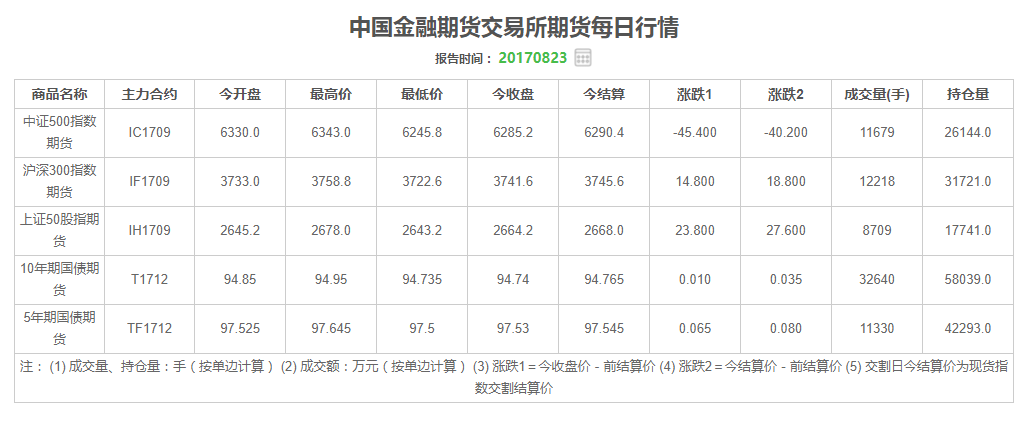 中国金融期货交易所期货每日行情
报告时间： 20170823
商品名称 主力合约 今开盘 最高价 最低价 今收盘 今结算 涨跌1 涨跌2 成交量(手) 持仓量
中证500指数期货 IC1709 6330.0 6343.0 6245.8 6285.2 6290.4 -45.400 -40.200 11679 26144.0
沪深300指数期货 IF1709 3733.0 3758.8 3722.6 3741.6 3745.6 14.800 18.800 12218 31721.0
上证50股指期货 IH1709 2645.2 2678.0 2643.2 2664.2 2668.0 23.800 27.600 8709 17741.0
10年期国债期货 T1712 94.85 94.95 94.735 94.74 94.765 0.010 0.035 32640 58039.0
5年期国债期货 TF1712 97.525 97.645 97.5 97.53 97.545 0.065 0.080 11330 42293.0
注： (1) 成交量、持仓量：手（按单边计算） (2) 成交额：万元（按单边计算） (3) 涨跌1＝今收盘价－前结算价 (4) 涨跌2＝今结算价－前结算价 (5) 交割日今结算价为现货指
数交割结算价